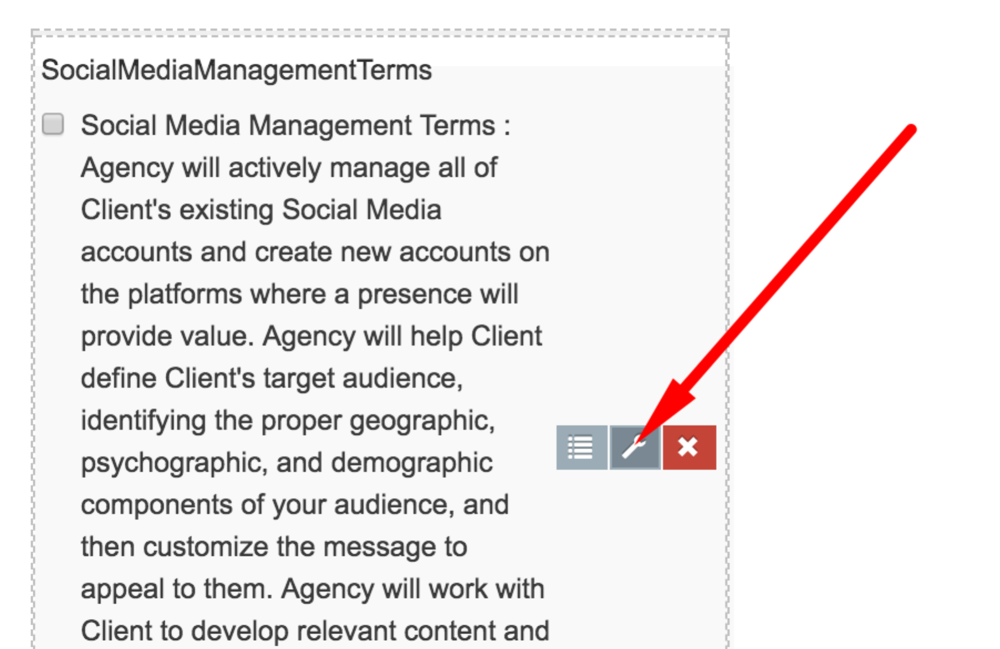 SocialMediaManagementTerms
Social Media Management Terms :
Agency will actively manage all of
Client's existing Social Media
accounts and create new accounts on
the platforms where a presence will
provide value. Agency will help Client
define Client's target audience,
identifying the proper geographic,
psychographic, and demographic
components of your audience, and
then customize the message to
appeal to them. Agency will work with
Client to develop relevant content and